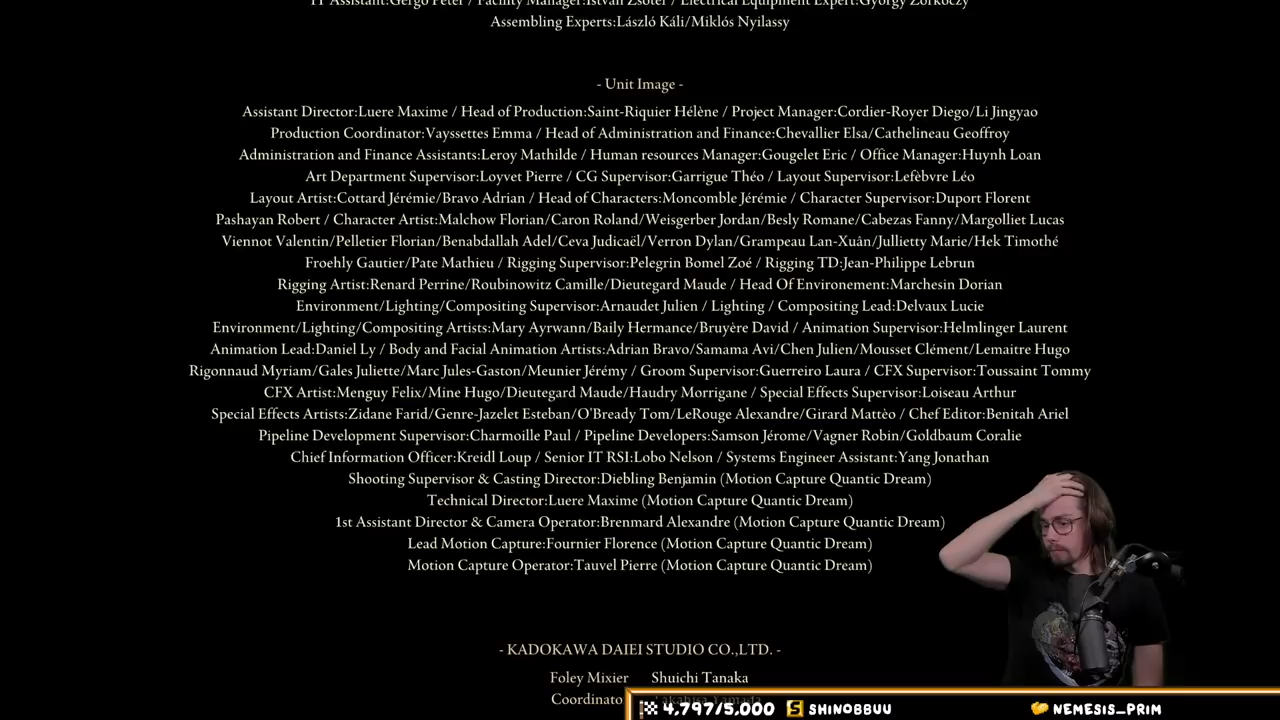 IT Assistant:Gergő Péter / Facility Manager:István Zsótér / Electrical Equipment Expert:György Zörköczy
Assembling Experts:László Káli/Miklós Nyilassy
- Unit Image -
Assistant Director:Luere Maxime / Head of Production:Saint-Riquier Hélène / Project Manager:Cordier-Royer Diego/Li Jingyao
Production Coordinator:Vayssettes Emma / Head of Administration and Finance:Chevallier Elsa/Cathelineau Geoffroy
Administration and Finance Assistants:Leroy Mathilde / Human resources Manager:Gougelet Eric / Office Manager:Huynh Loan
Art Department Supervisor:Loyvet Pierre / CG Supervisor:Garrigue Théo / Layout Supervisor:Lefèbvre Léo
Layout Artist:Cottard Jérémie/Bravo Adrian / Head of Characters:Moncomble Jérémie / Character Supervisor:Duport Florent
Pashayan Robert / Character Artist:Malchow Florian/Caron Roland/Weisgerber Jordan/Besly Romane/Cabezas Fanny/Margolliet Lucas
Viennot Valentin/Pelletier Florian/Benabdallah Adel/Ceva Judicaël/Verron Dylan/Grampeau Lan-Xuân/Jullietty Marie/Hek Timothé
Froehly Gautier/Pate Mathieu / Rigging Supervisor:Pelegrin Bomel Zoé / Rigging TD:Jean-Philippe Lebrun
Rigging Artist:Renard Perrine/Roubinowitz Camille/Dieutegard Maude / Head Of Environement:Marchesin Dorian
Environment/Lighting/Compositing Supervisor:Arnaudet Julien / Lighting / Compositing Lead:Delvaux Lucie
Environment/Lighting/Compositing Artists:Mary Ayrwann/Baily Hermance/Bruyère David / Animation Supervisor:Helmlinger Laurent
Animation Lead:Daniel Ly / Body and Facial Animation Artists:Adrian Bravo/Samama Avi/Chen Julien/Mousset Clément/Lemaitre Hugo
Rigonnaud Myriam/Gales Juliette/Marc Jules-Gaston/Meunier Jérémy / Groom Supervisor:Guerreiro Laura / CFX Supervisor:Toussaint Tommy
CFX Artist:Menguy Felix/Mine Hugo/Dieutegard Maude/Haudry Morrigane / Special Effects Supervisor:Loiseau Arthur
Special Effects Artists:Zidane Farid/Genre-Jazelet Esteban/O'Bready Tom/LeRouge Alexandre/Girard Mattèo / Chef Editor:Benitah Ariel
Pipeline Development Supervisor:Charmoille Paul / Pipeline Developers:Samson Jérome/Vagner Robin/Goldbaum Coralie
Chief Information Officer:Kreidl Loup / Senior IT RSI:Lobo Nelson / Systems Engineer Assistant:Yang Jonathan
Shooting Supervisor & Casting Director:Diebling Benjamin (Motion Capture Quantic Dream)
Technical Director:Luere Maxime (Motion Capture Quantic Dream)
1st Assistant Director & Camera Operator:Brenmard Alexandre (Motion Capture Quantic Dream)
Lead Motion Capture:Fournier Florence (Motion Capture Quantic Dream)
Motion Capture Operator:Tauvel Pierre (Motion Capture Quantic Dream)
- KADOKAWA DAIEI STUDIO CO.,LTD. -
Foley Mixier Shuichi Tanaka
Coordinato
4,797/5,000 S SHINOBBUU NEMESIS_PRIM